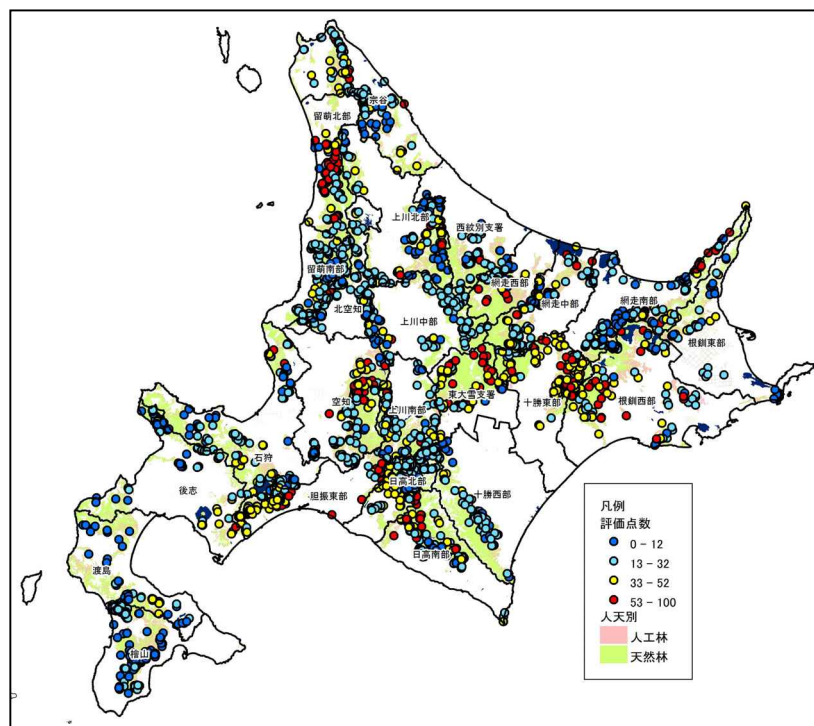 宗谷
留萌北部
上川北部
西紋別支署
留萌南部
網走西部
網走中部
網走南部
北空知
上川中部
根釧東部
東大雪支署
空知
上川南部
十勝東部
根釧西部
石狩
日高北部
後志
胆振東部
十勝西部
日高南部
渡島
檜山
凡例
評価点数
0 - 12
13 - 32
33 - 52
53 - 100
人天別
人工林
天然林